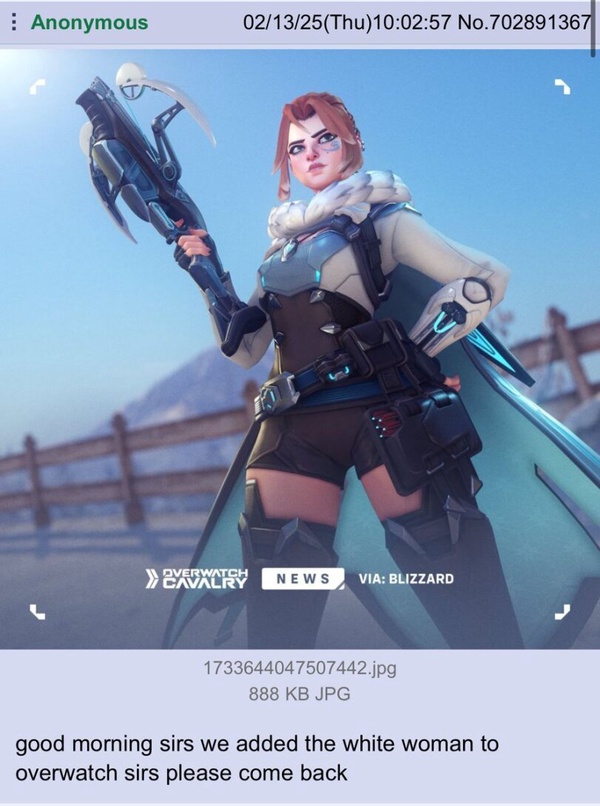 Anonymous 02/13/25(Thu)10:02:57 No.702891367
OVERWATCH
CAVALRY NEWS VIA: BLIZZARD
1733644047507442.jpg
888 KB JPG
good morning sirs we added the white woman to
overwatch sirs please come back